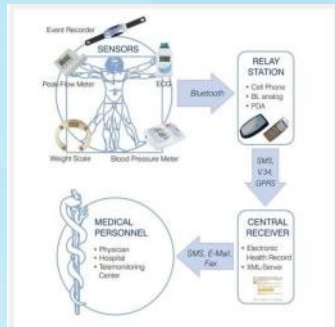 Event Recorder
SENSORS
Peak-Flow Meter
ECG
Weight Scale
Blood Pressure Meter
Bluetooth
RELAY
STATION
• Cell Phone
• BL analog
• PDA
SMS,
V.34,
GPRS
CENTRAL
RECEIVER
• Electronic
Health Record
• XML-Server
SMS, E-Mail,
Fax
MEDICAL
PERSONNEL
• Physician
• Hospital
• Telemonitoring
Center